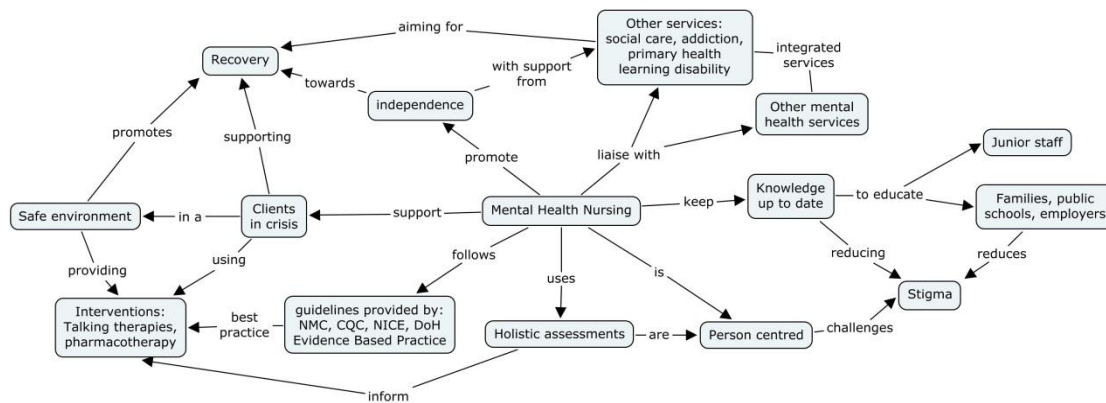 Other services:
social care, addiction,
primary health
learning disability
aiming for
integrated
services
Recovery
with support
from
towards
independence
Other mental
health services
promotes
supporting
promote
liaise with
Junior staff
Knowledge
up to date
to educate
Families, public
schools, employers
Safe environment
in a
Clients
in crisis
support
Mental Health Nursing
keep
providing
using
follows
uses
is
reducing
reduces
Stigma
Interventions:
Talking therapies,
pharmacotherapy
best
practice
guidelines provided by:
NMC, CQC, NICE, DoH
Evidence Based Practice
Holistic assessments
are
Person centred
challenges
inform